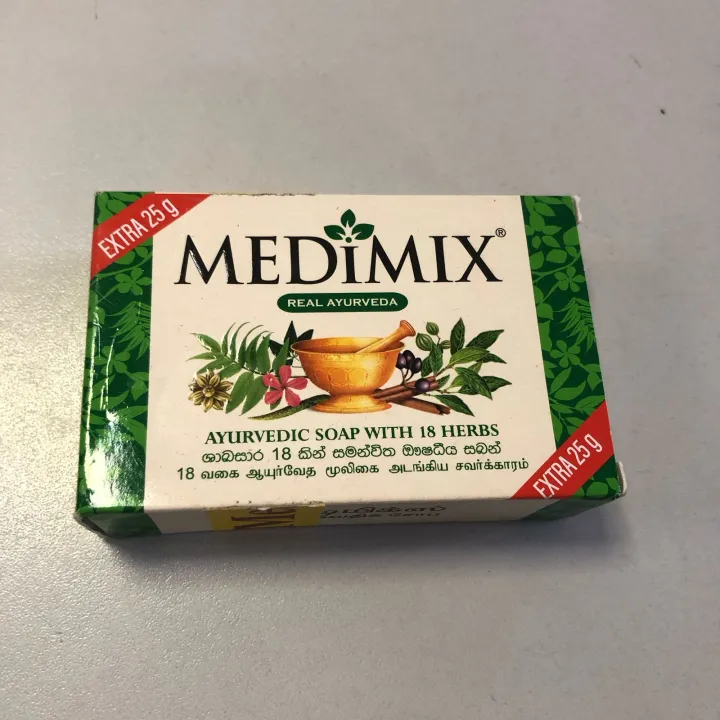 EXTRA 25 g
MEDiMIX®
REAL AYURVEDA
AYURVEDIC SOAP WITH 18 HERBS
ශාඛසාර 18 කින් සමන්විත ඖෂධීය සබන්
18 வகை ஆயுர்வேத மூலிகை அடங்கிய சவர்க்காரம்
EXTRA 25 g